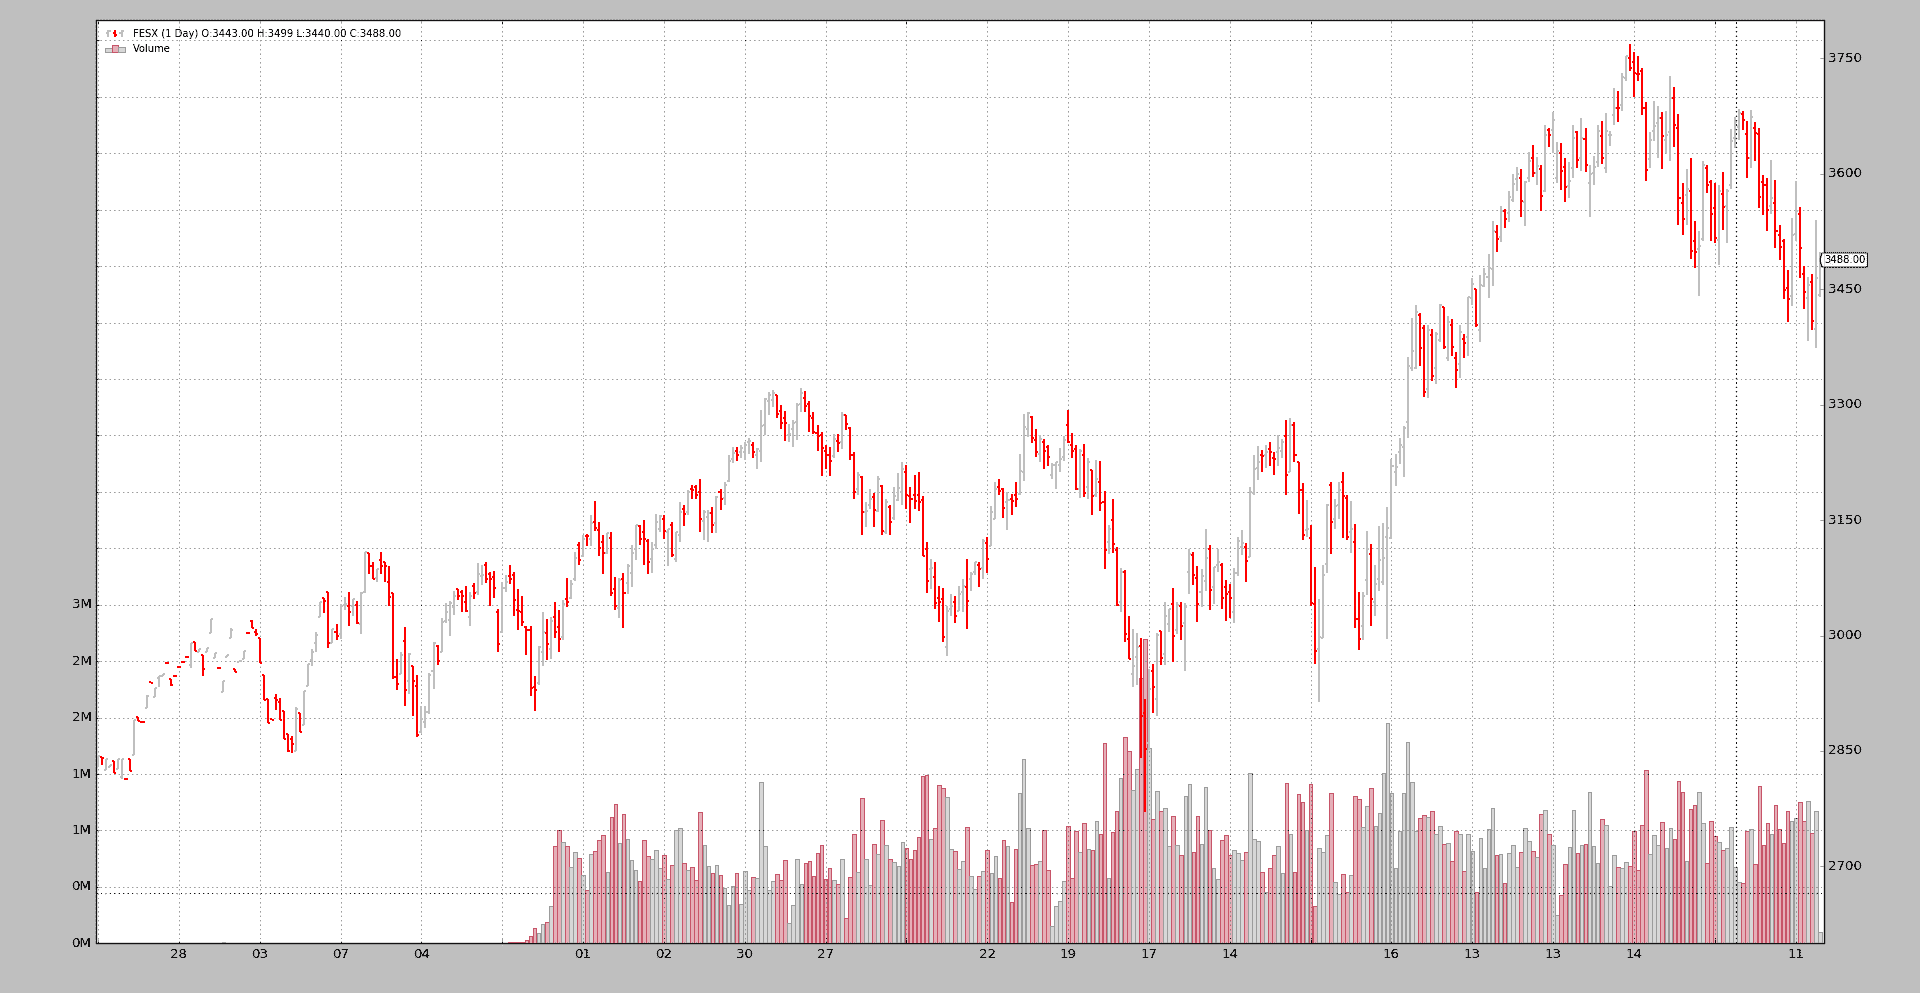 FESX (1 Day) O:3443.00 H:3499 L:3440.00 C:3488.00
Volume
3750
3600
3488.00
3450
3300
3150
3000
2850
2700
3M
2M
2M
1M
1M
0M
0M
28 03 07 04 01 02 30 27 22 19 17 14 16 13 13 14 11